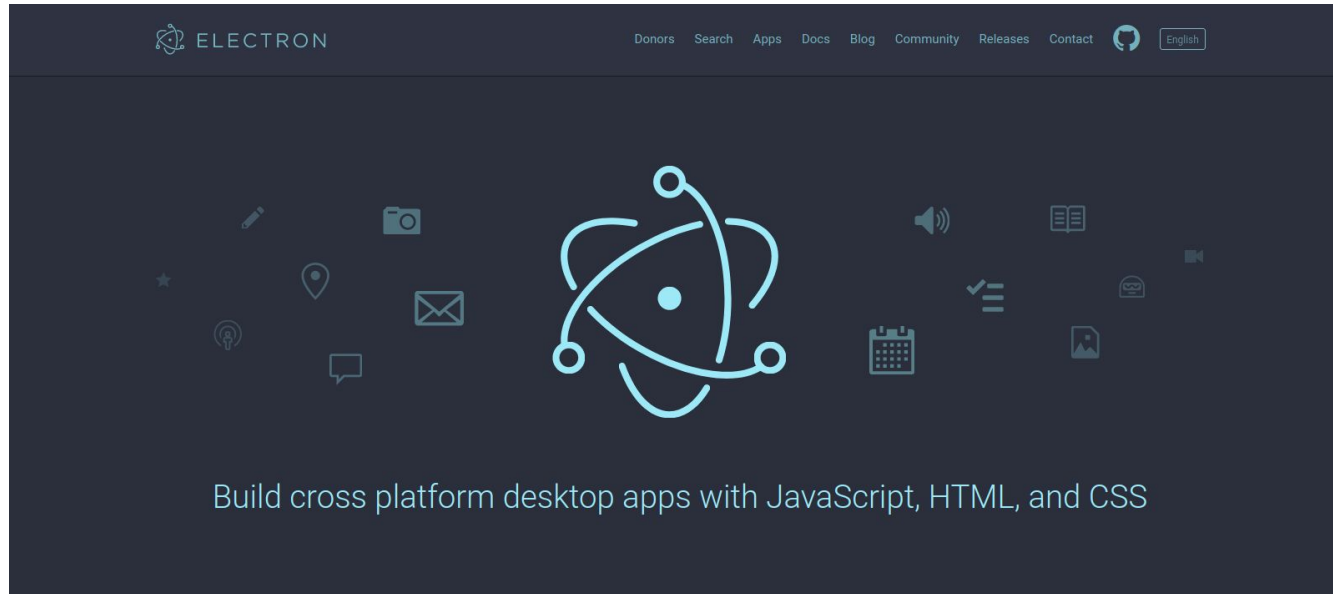 ELECTRON
Donors Search Apps Docs Blog Community Releases Contact English
Build cross platform desktop apps with JavaScript, HTML, and CSS